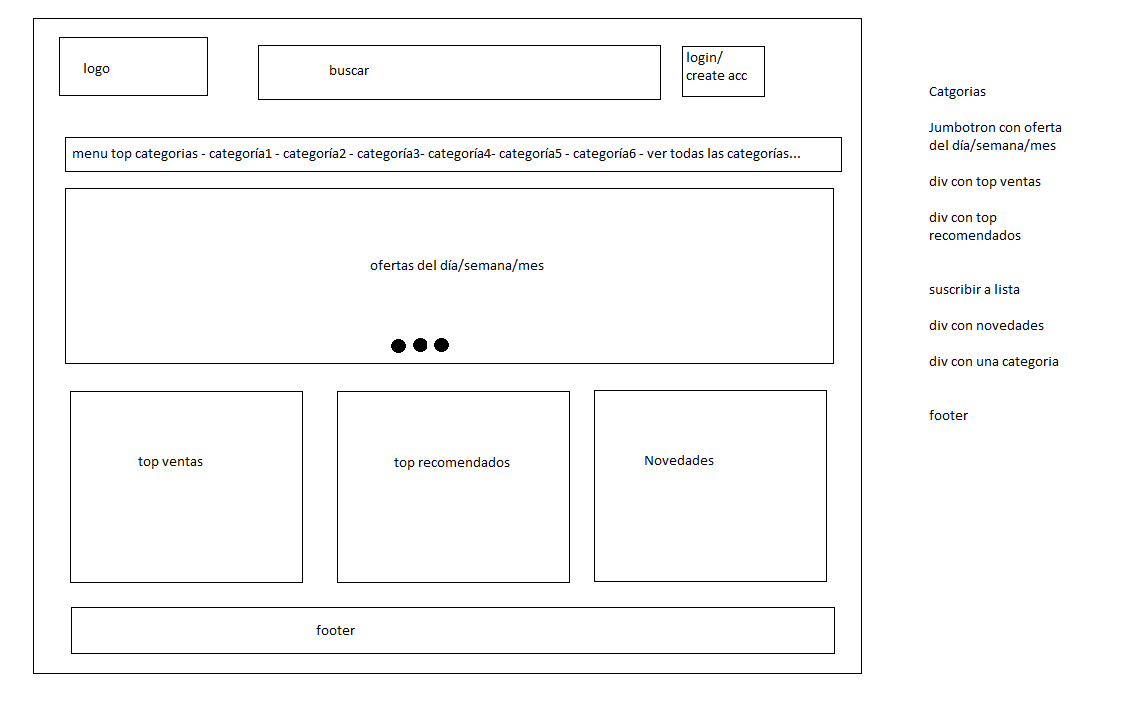 logo
buscar
login/
create acc
menu top categorias - categoría1 - categoría2 - categoría3- categoría4- categoría5 - categoría6 - ver todas las categorías...
ofertas del día/semana/mes
top ventas
top recomendados
Novedades
footer
Catgorias
Jumbotron con oferta
del día/semana/mes
div con top ventas
div con top
recomendados
suscribir a lista
div con novedades
div con una categoria
footer